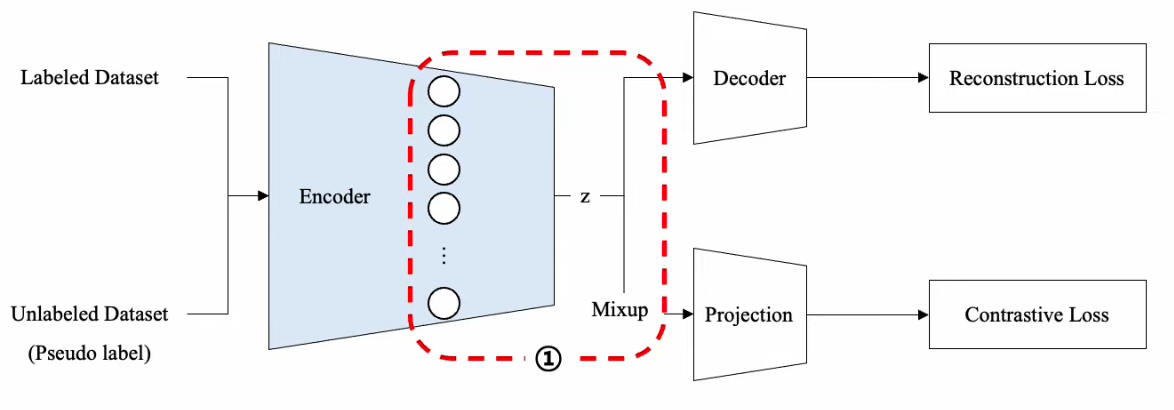 Labeled Dataset
Encoder
z
Decoder
Reconstruction Loss
Unlabeled Dataset
(Pseudo label)
Mixup
Projection
Contrastive Loss
①